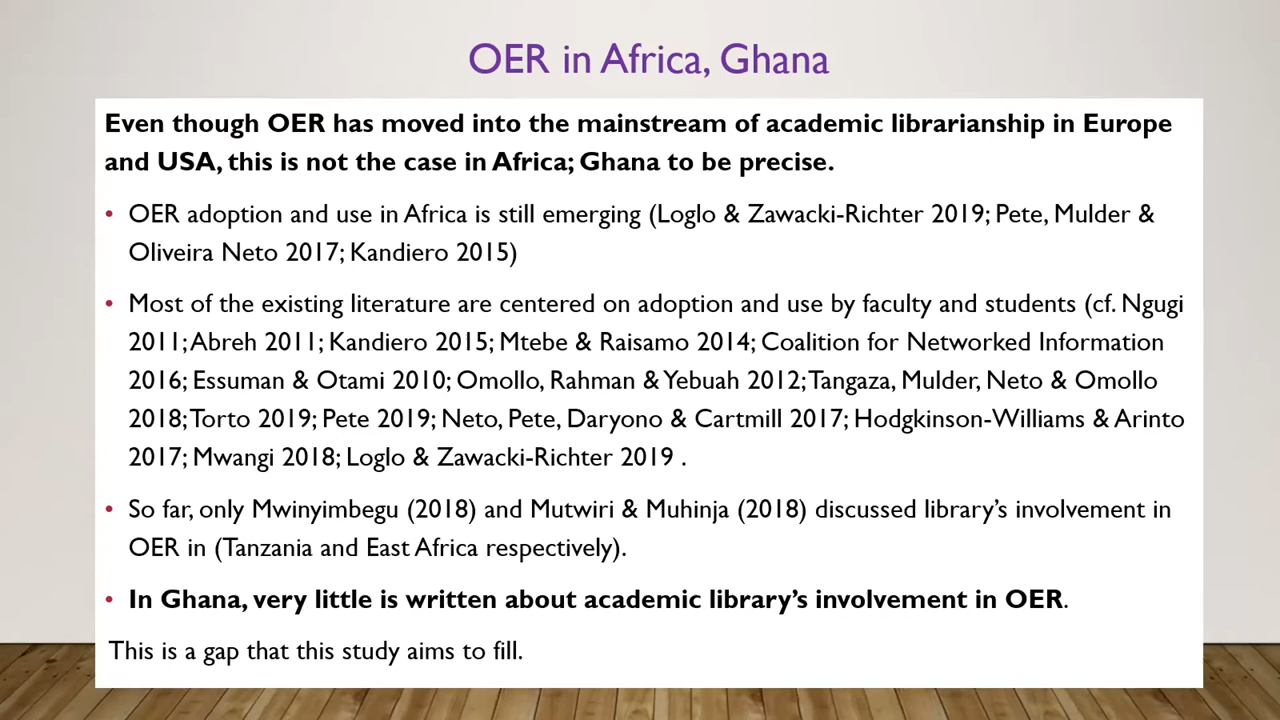 OER in Africa, Ghana
Even though OER has moved into the mainstream of academic librarianship in Europe
and USA, this is not the case in Africa; Ghana to be precise.
• OER adoption and use in Africa is still emerging (Loglo & Zawacki-Richter 2019; Pete, Mulder &
Oliveira Neto 2017; Kandiero 2015)
• Most of the existing literature are centered on adoption and use by faculty and students (cf. Ngugi
2011; Abreh 2011; Kandiero 2015; Mtebe & Raisamo 2014; Coalition for Networked Information
2016; Essuman & Otami 2010; Omollo, Rahman & Yebuah 2012; Tangaza, Mulder, Neto & Omollo
2018; Torto 2019; Pete 2019; Neto, Pete, Daryono & Cartmill 2017; Hodgkinson-Williams & Arinto
2017; Mwangi 2018; Loglo & Zawacki-Richter 2019 .
• So far, only Mwinyimbegu (2018) and Mutwiri & Muhinja (2018) discussed library’s involvement in
OER in (Tanzania and East Africa respectively).
• In Ghana, very little is written about academic library’s involvement in OER.
This is a gap that this study aims to fill.